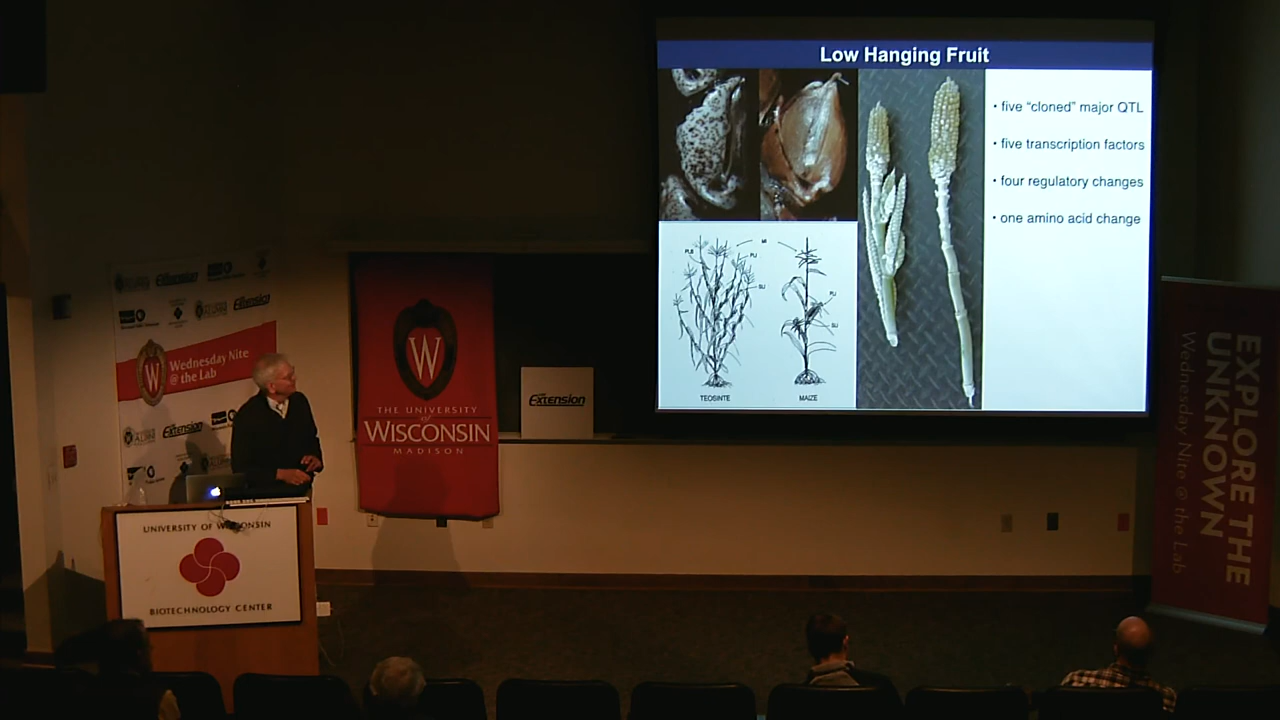 Low Hanging Fruit
• five “cloned” major QTL
• five transcription factors
• four regulatory changes
• one amino acid change
TEOSINTE
MAIZE
Extension
Wednesday Nite
@ the Lab
Extension
W
THE UNIVERSITY
of
WISCONSIN
MADISON
Extension
UNIVERSITY OF WISCONSIN
BIOTECHNOLOGY CENTER
EXPLORE THE
UNKNOWN
Wednesday Nite @ the Lab